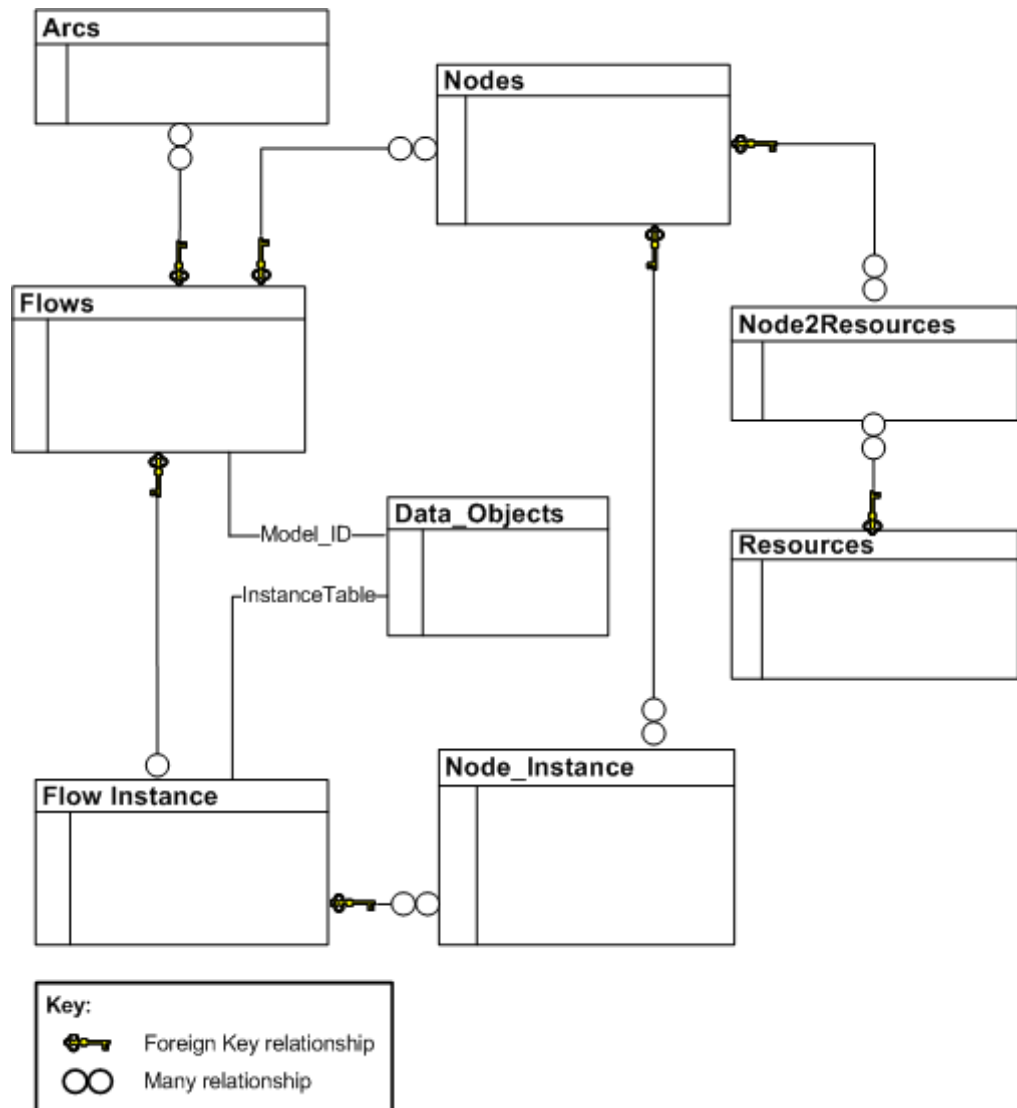 Arcs
Nodes
Flows
Node2Resources
Data_Objects
Model_ID
Resources
InstanceTable
Node_Instance
Flow Instance
Key:
Foreign Key relationship
Many relationship